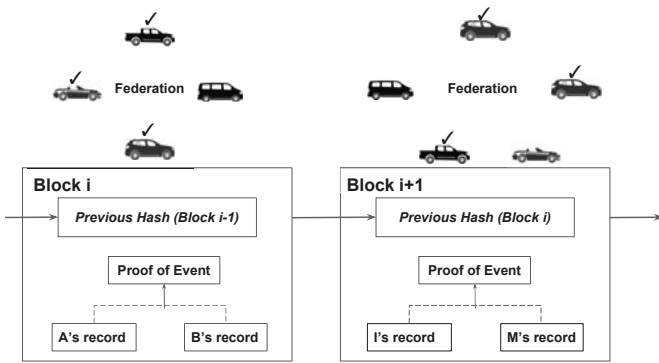 Federation
Federation
Block i
Block i+1
Previous Hash (Block i-1)
Previous Hash (Block i)
Proof of Event
Proof of Event
A's record
B's record
I's record
M's record